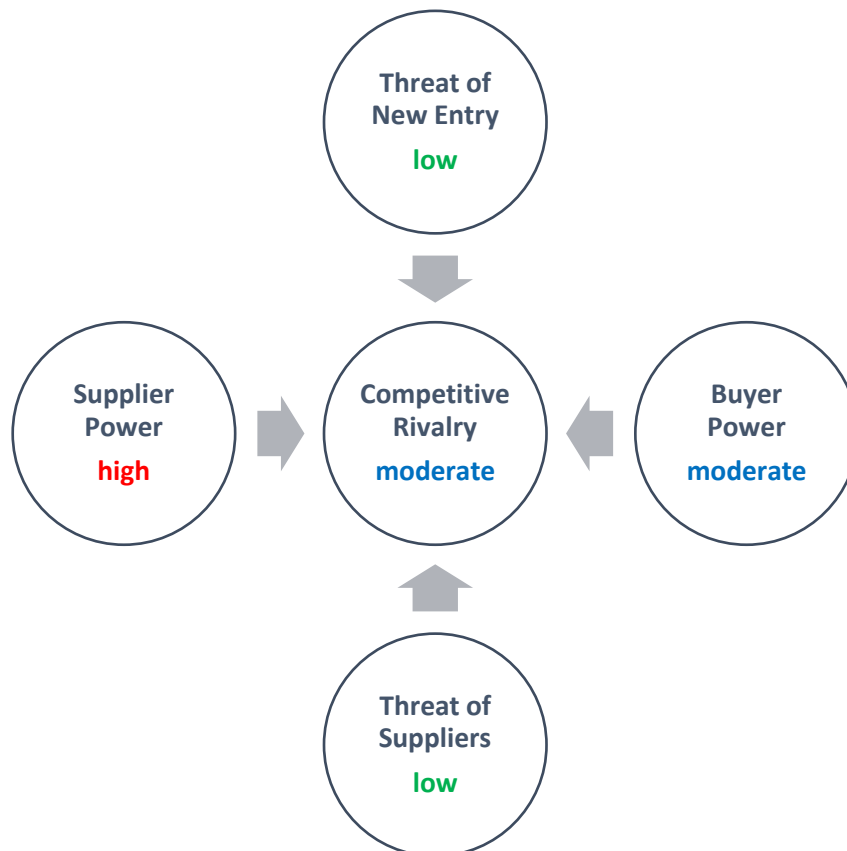 Threat of
New Entry
low
Supplier
Power
high
Competitive
Rivalry
moderate
Buyer
Power
moderate
Threat of
Suppliers
low